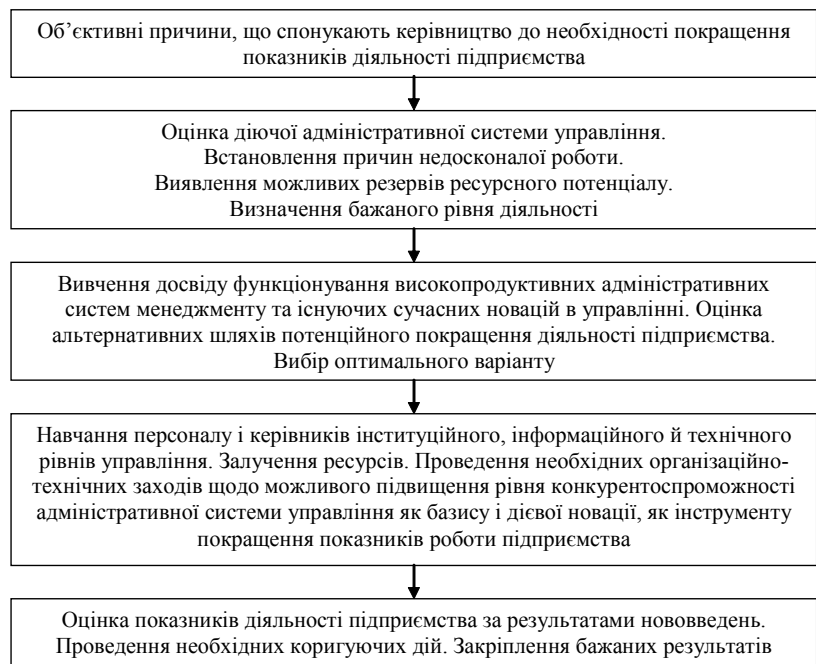 Об’єктивні причини, що спонукають керівництво до необхідності покращення
показників діяльності підприємства
Оцінка діючої адміністративної системи управління.
Встановлення причин недосконалої роботи.
Виявлення можливих резервів ресурсного потенціалу.
Визначення бажаного рівня діяльності
Вивчення досвіду функціонування високопродуктивних адміністративних
систем менеджменту та існуючих сучасних новацій в управлінні. Оцінка
альтернативних шляхів потенційного покращення діяльності підприємства.
Вибір оптимального варіанту
Навчання персоналу і керівників інституційного, інформаційного й технічного
рівнів управління. Залучення ресурсів. Проведення необхідних організаційно-
технічних заходів щодо можливого підвищення рівня конкурентоспроможності
адміністративної системи управління як базису і дієвої новації, як інструменту
покращення показників роботи підприємства
Оцінка показників діяльності підприємства за результатами нововведень.
Проведення необхідних коригуючих дій. Закріплення бажаних результатів